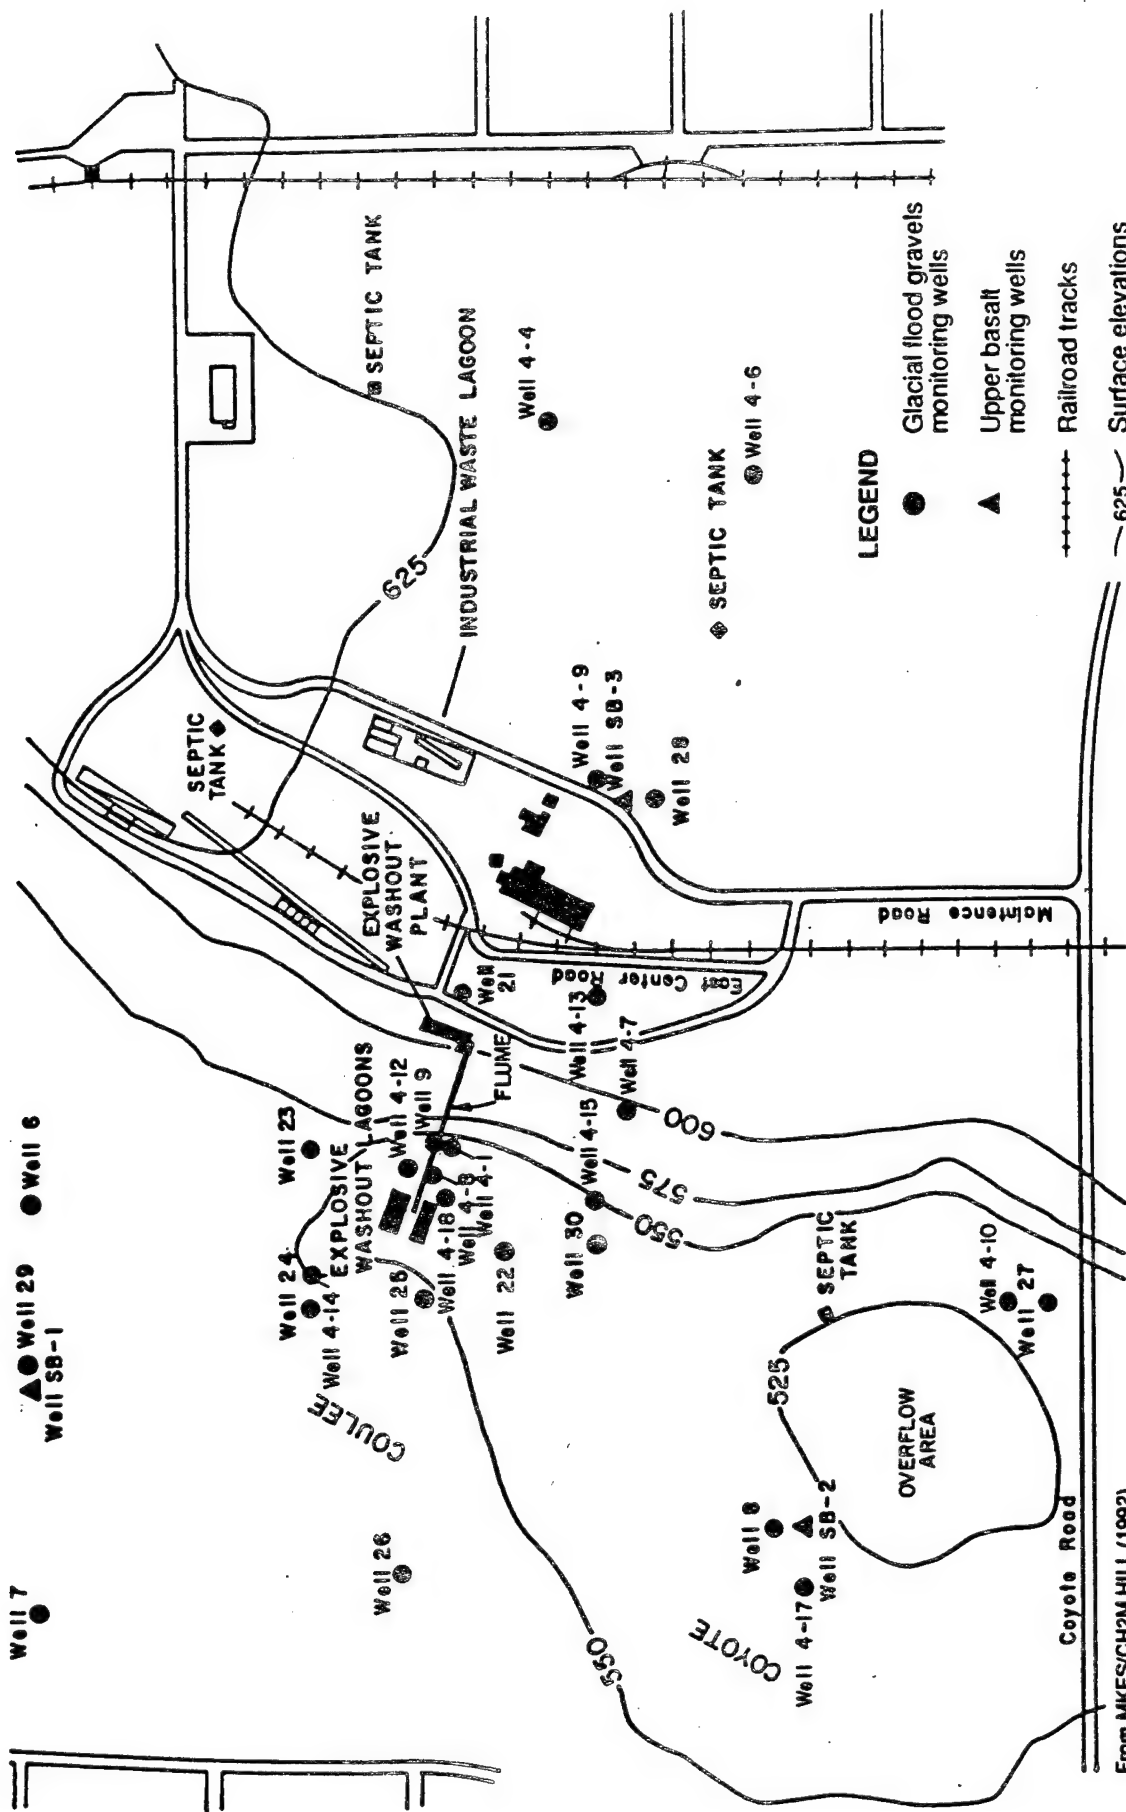 Well 7
Well 29
Well SB-1
Well 6
Well 26
COYOTE
COULEE
Well 24
Well 4-14
Well 23
EXPLOSIVE
WASHOUT LAGOONS
Well 4-12
Well 9
Well 25
Well 4-18
Well 4-8
Well 4-1
Well 22
FLUME
EXPLOSIVE
WASHOUT
PLANT
SEPTIC
TANK
Well
21
Well 30
Well 4-15
Well 4-13
Well 4-7
550
575
600
550
East Center Road
Maintence Road
625
INDUSTRIAL WASTE LAGOON
SEPTIC TANK
Well 4-4
Well 4-9
Well SB-3
Well 28
SEPTIC TANK
Well 4-6
Well 8
Well 4-17
Well SB-2
525
OVERFLOW
AREA
SEPTIC
TANK
Well 4-10
Well 27
Coyote Road
LEGEND
Glacial flood gravels
monitoring wells
Upper basalt
monitoring wells
Railroad tracks
625
Surface elevations
From MKES/CH2M HILL (1992)